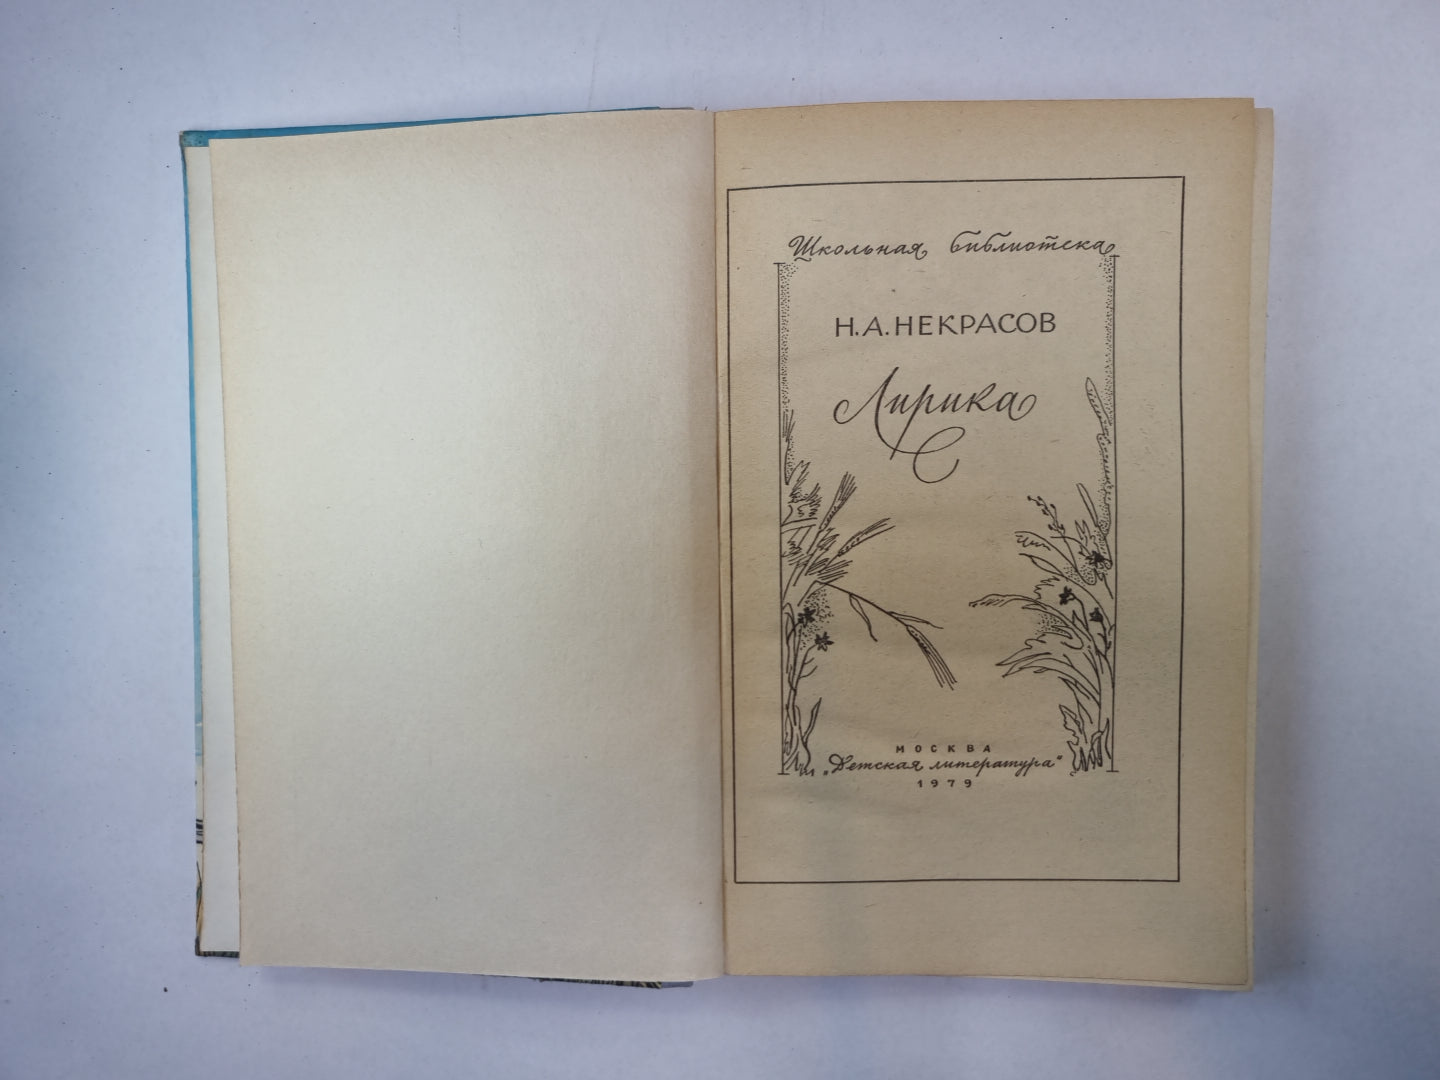 Школьная библиотека
Н. А. НЕКРАСОВ
Лирика
МОСКВА
„Детская литература“
1979